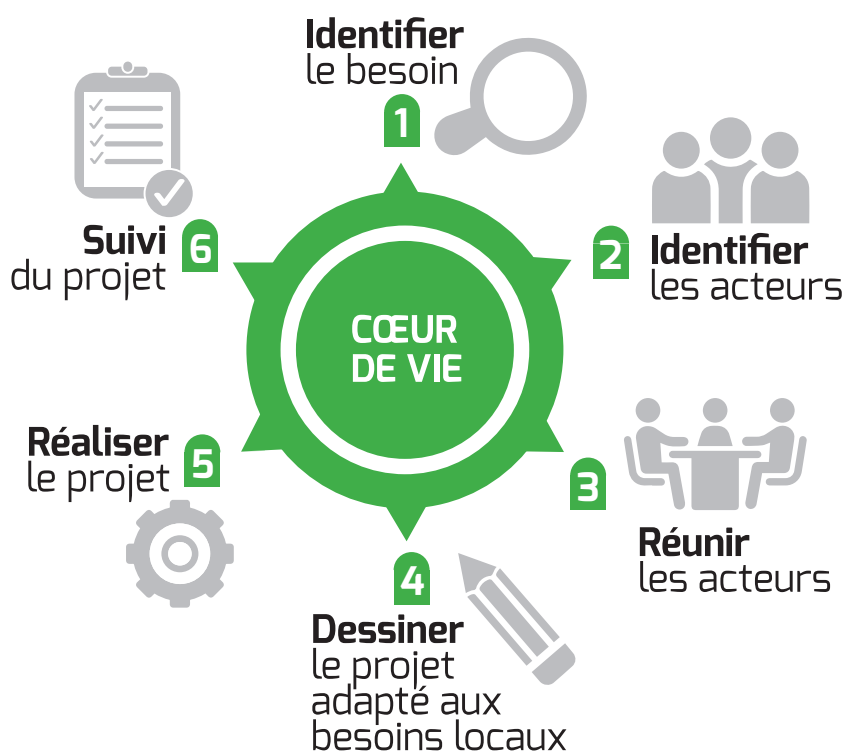 Identifier
le besoin
1
2
Identifier
les acteurs
3
Réunir
les acteurs
4
Dessiner
le projet
adapté aux
besoins locaux
5
Réaliser
le projet
6
Suivi
du projet
CŒUR
DE VIE